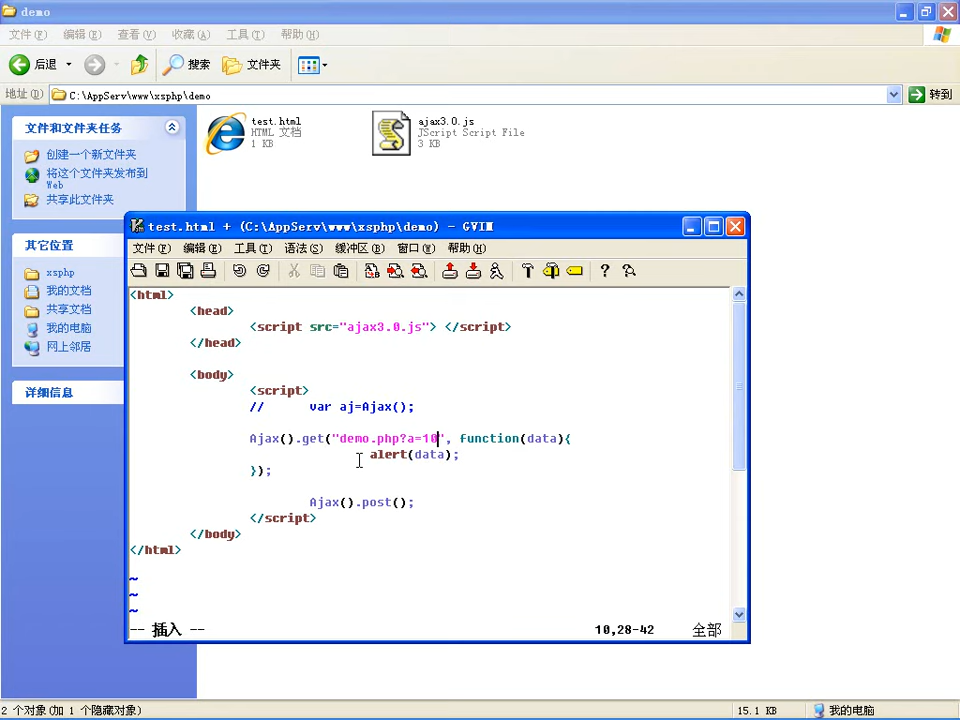 demo
文件(F) 编辑(E) 查看(V) 收藏(A) 工具(T) 帮助(H)
后退 搜索 文件夹
地址(D) C:\AppServ\www\xsphp\demo 转到
文件和文件夹任务
创建一个新文件夹
将这个文件夹发布到
Web
共享此文件夹
其它位置
xsphp
我的文档
共享文档
我的电脑
网上邻居
详细信息
test.html
HTML 文档
1 KB
ajax3.0.js
JScript Script File
3 KB
test.html + (C:\AppServ\www\xsphp\demo) - GVIM
文件(F) 编辑(E) 工具(T) 语法(S) 缓冲区(B) 窗口(W) 帮助(H)
<html>
<head>
<script src="ajax3.0.js"> </script>
</head>
<body>
<script>
// var aj=Ajax();
Ajax().get("demo.php?a=10", function(data){
alert(data);
});
Ajax().post();
</script>
</body>
</html>
~
~
~
-- 插入 -- 10,28-42 全部
2 个对象(加 1 个隐藏对象) 15.1 KB 我的电脑